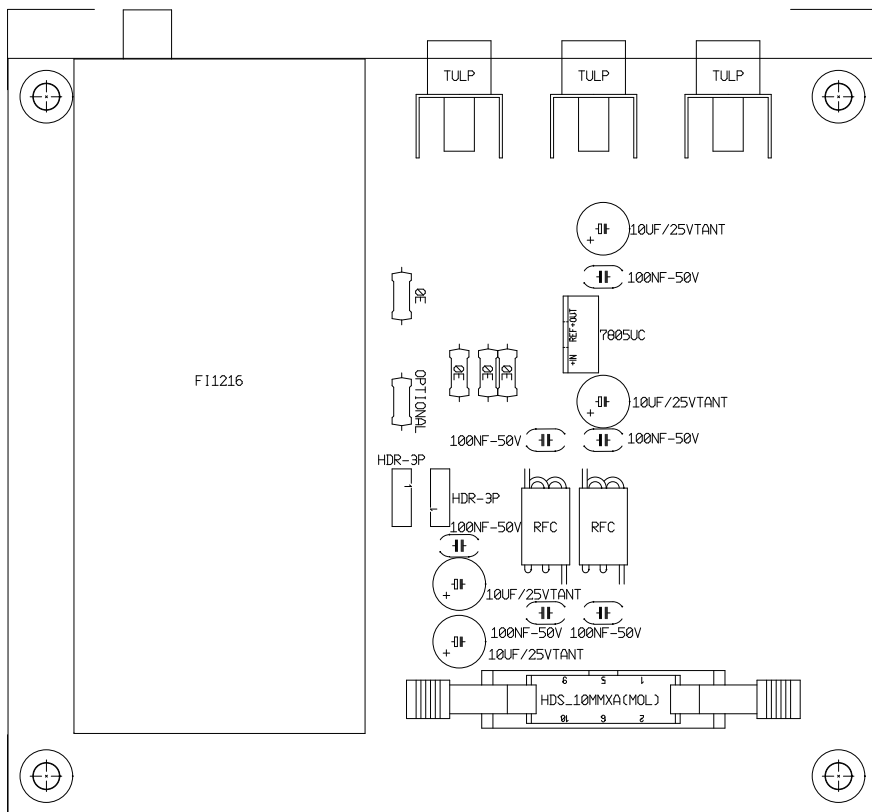 TULP TULP TULP
10UF/25VTANT
100NF-50V
0E
+IN REF +OUT
7805UC
FI1216
OPTIONAL
0E 0E 0E
10UF/25VTANT
100NF-50V 100NF-50V
HDR-3P
1
1
HDR-3P
100NF-50V
RFC RFC
10UF/25VTANT
100NF-50V 100NF-50V
10UF/25VTANT
9 5 1
HDS_10MMXA(MOL)
10 6 2